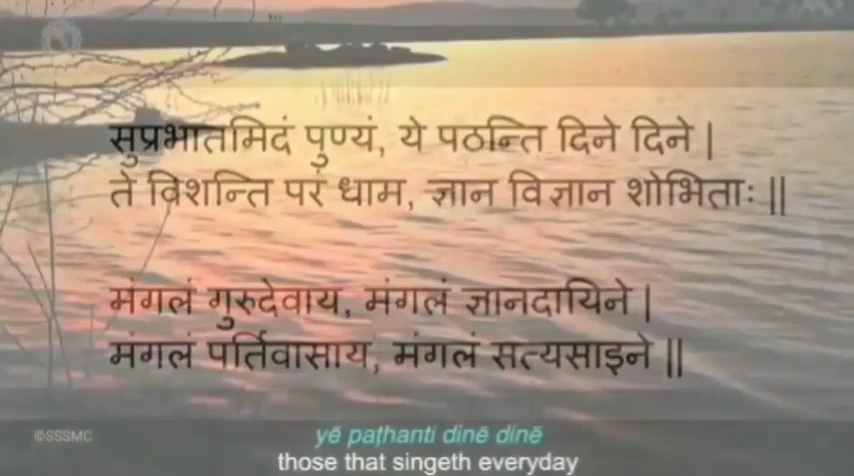 सुप्रभातमिदं पुण्यं, ये पठन्ति दिने दिने |
ते विशन्ति परं धाम, ज्ञान विज्ञान शोभिताः ||
मंगलं गुरुदेवाय, मंगलं ज्ञानदायिने |
मंगलं पर्तिवासाय, मंगलं सत्यसाइने ||
©SSSMC
yē paṭhanti dinē dinē
those that singeth everyday